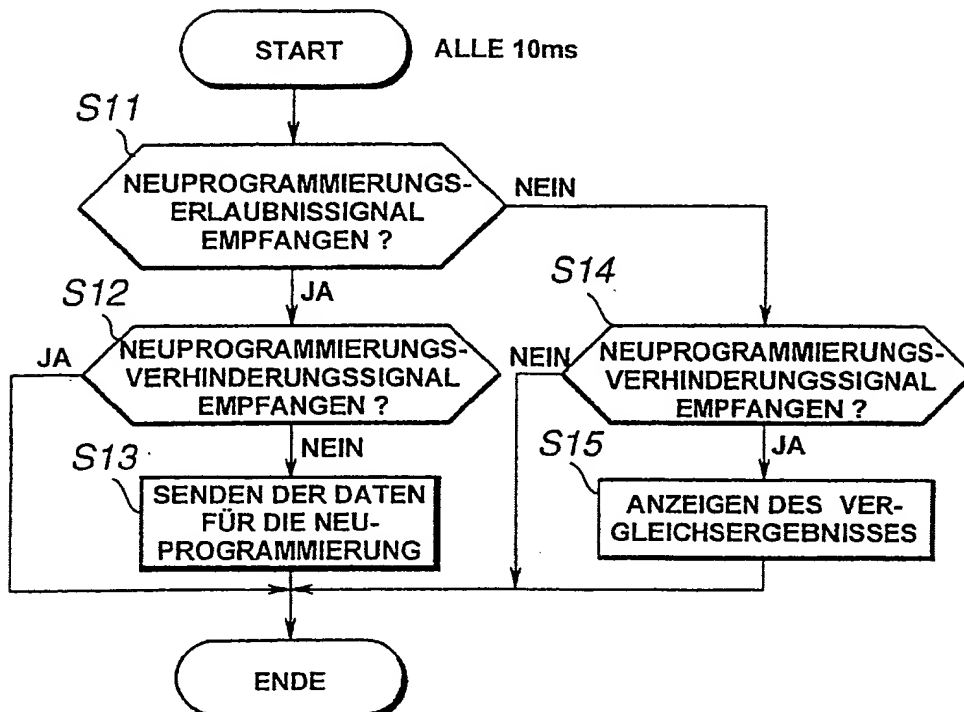 START
ALLE 10ms
S11
NEUPROGRAMMIERUNGS-
ERLAUBNISSIGNAL
EMPFANGEN ?
NEIN
JA
S12
NEUPROGRAMMIERUNGS-
VERHINDERUNGSSIGNAL
EMPFANGEN ?
JA
NEIN
S13
SENDEN DER DATEN
FÜR DIE NEU-
PROGRAMMIERUNG
S14
NEUPROGRAMMIERUNGS-
VERHINDERUNGSSIGNAL
EMPFANGEN ?
NEIN
JA
S15
ANZEIGEN DES VER-
GLEICHSERGEBNISSES
ENDE